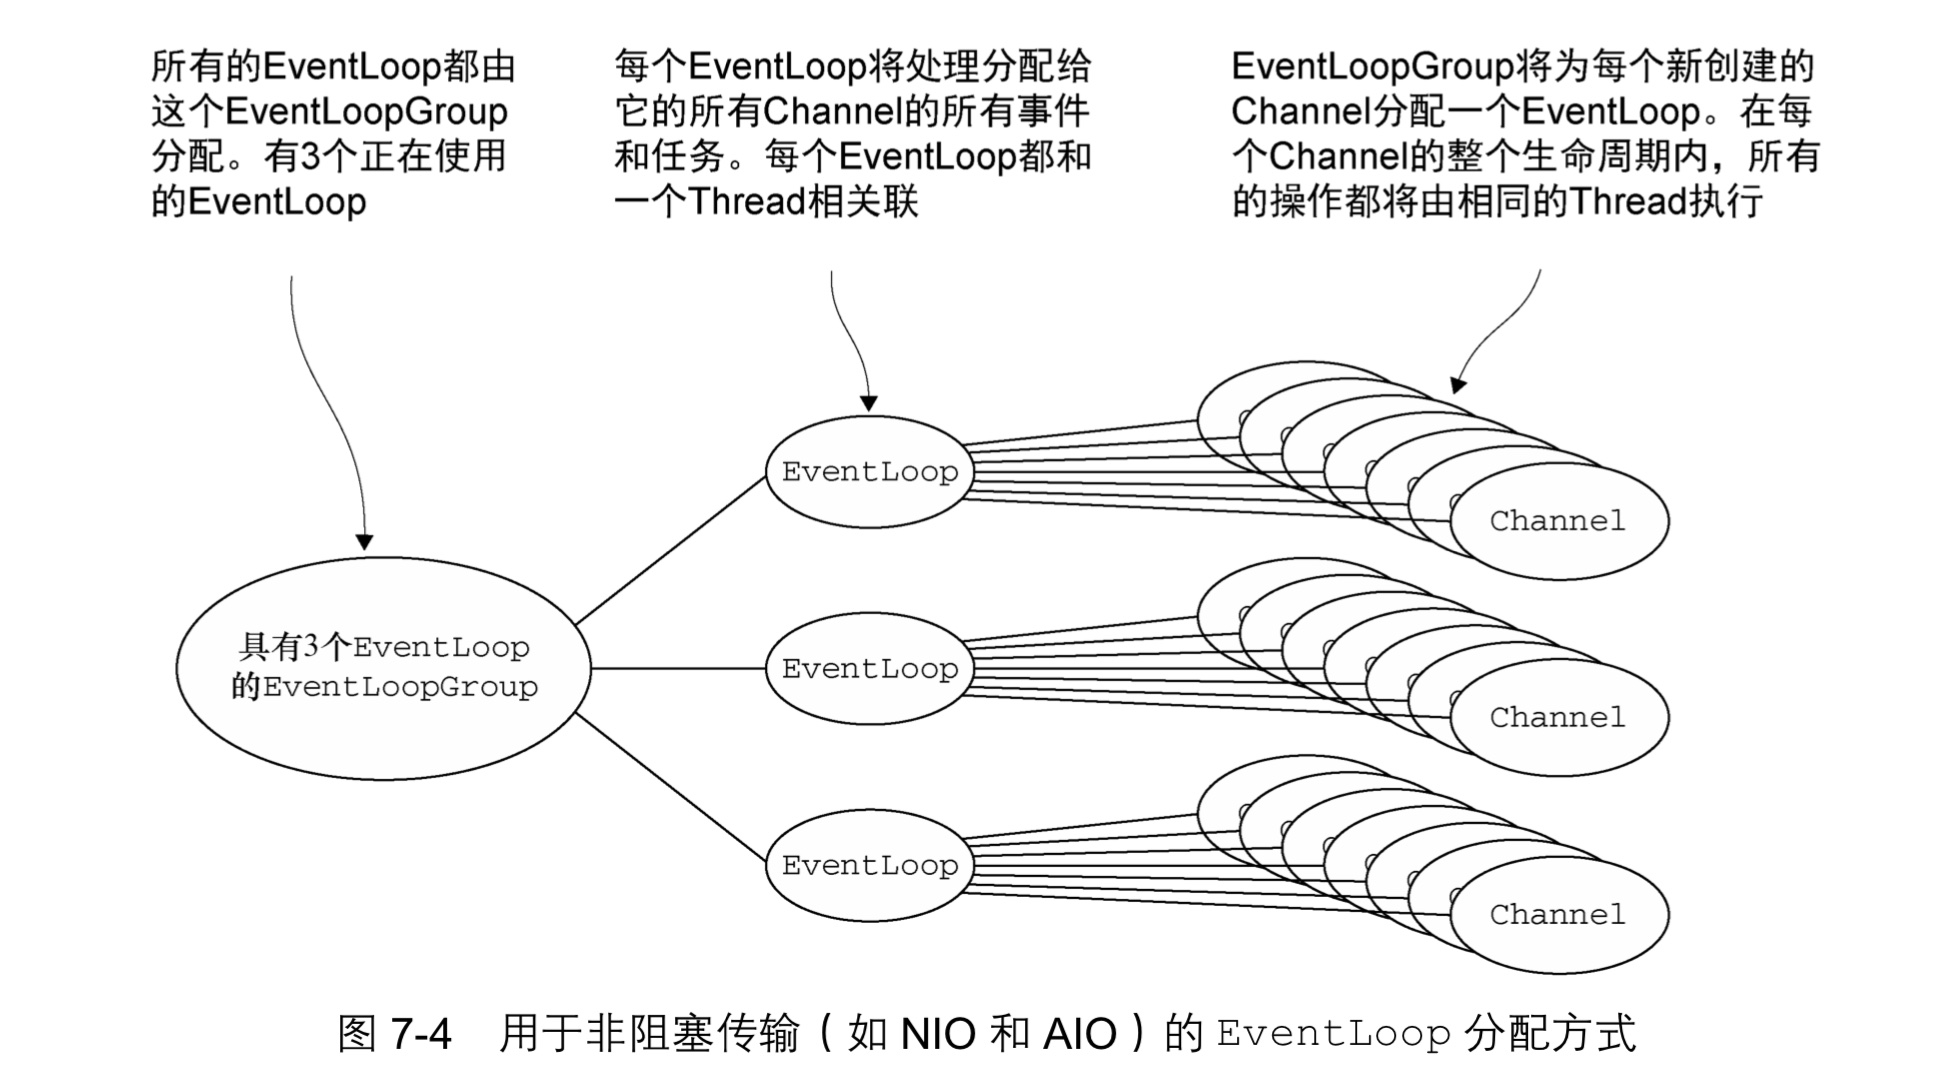 所有的EventLoop都由
这个EventLoopGroup
分配。有3个正在使用
的EventLoop
每个EventLoop将处理分配给
它的所有Channel的所有事件
和任务。每个EventLoop都和
一个Thread相关联
EventLoopGroup将为每个新创建的
Channel分配一个EventLoop。在每
个Channel的整个生命周期内，所有
的操作都将由相同的Thread执行
具有3个EventLoop
的EventLoopGroup
EventLoop
Channel
EventLoop
Channel
EventLoop
Channel
图 7-4 用于非阻塞传输（如 NIO 和 AIO）的 EventLoop 分配方式